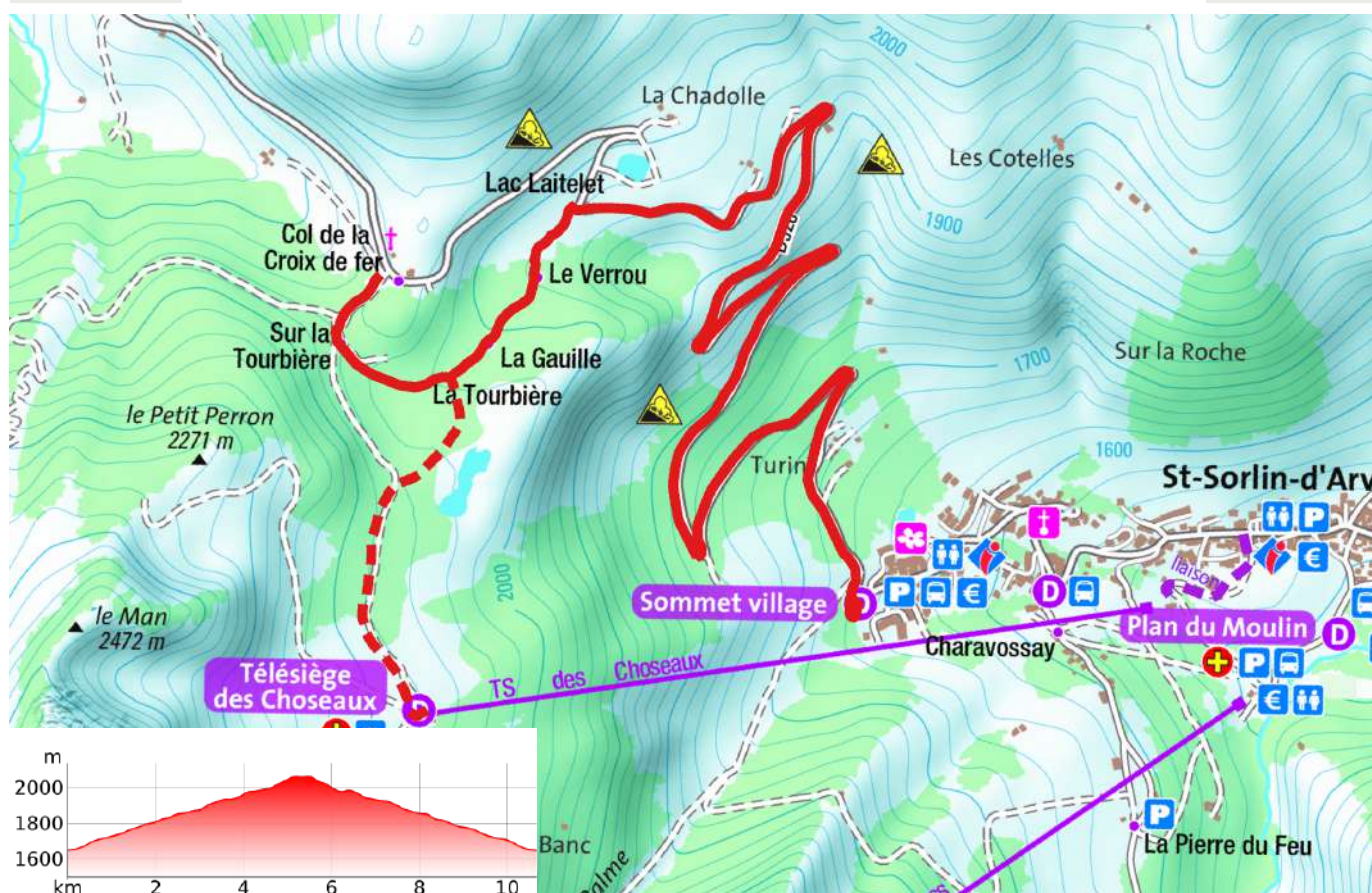 2000
La Chadolle
Les Cotelles
Lac Laitelet
1900
Col de la
Croix de fer
Le Verrou
Sur la
Tourbière
La Gauille
1700
Sur la Roche
La Tourbière
le Petit Perron
2271 m
Turin
1600
St-Sorlin-d'Arv
P
€
liaison
2000
Sommet village
D
P
€
D
le Man
2472 m
Charavossay
Plan du Moulin
D
P
€
Télésiège
des Choseaux
D
TS des Choseaux
P
La Pierre du Feu
Banc
m
2000
1800
1600
km 2 4 6 8 10